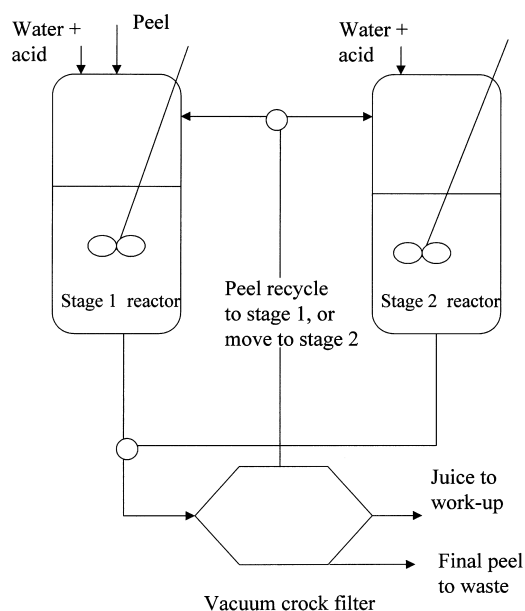 Water +
acid
Peel
Water +
acid
Stage 1 reactor
Peel recycle
to stage 1, or
move to stage 2
Stage 2 reactor
Juice to
work-up
Final peel
to waste
Vacuum crock filter